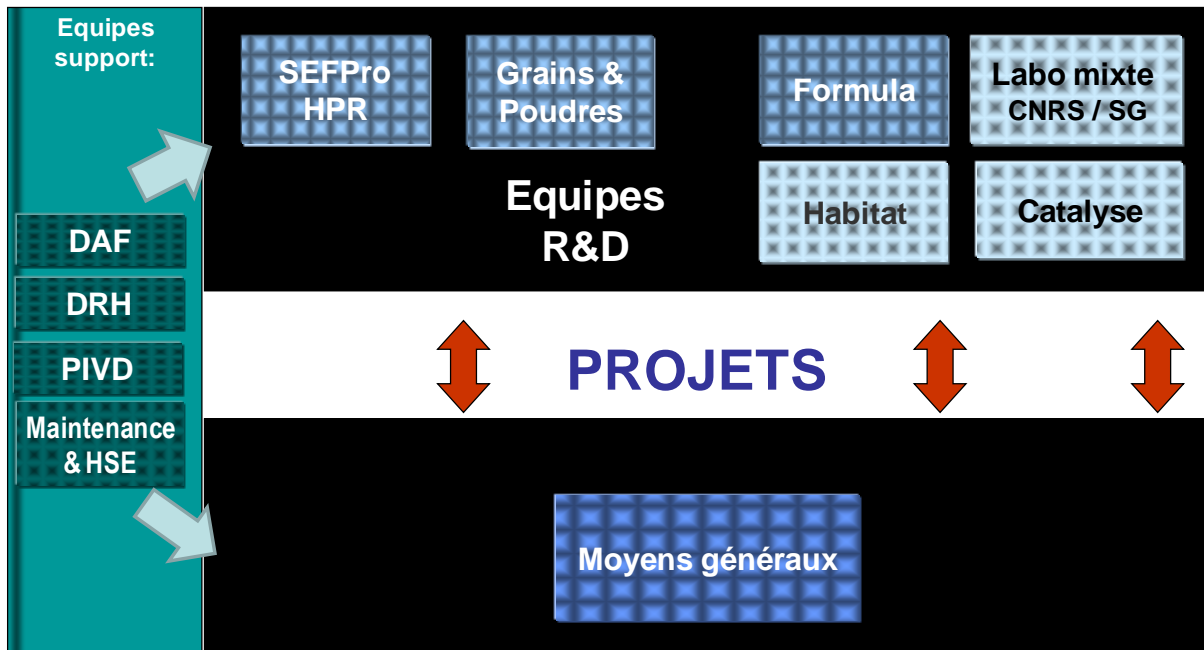 Equipes
support:
DAF
DRH
PIVD
Maintenance
& HSE
SEFPro
HPR
Grains &
Poudres
Formula
Labo mixte
CNRS / SG
Equipes
R&D
Habitat
Catalyse
PROJETS
Moyens généraux